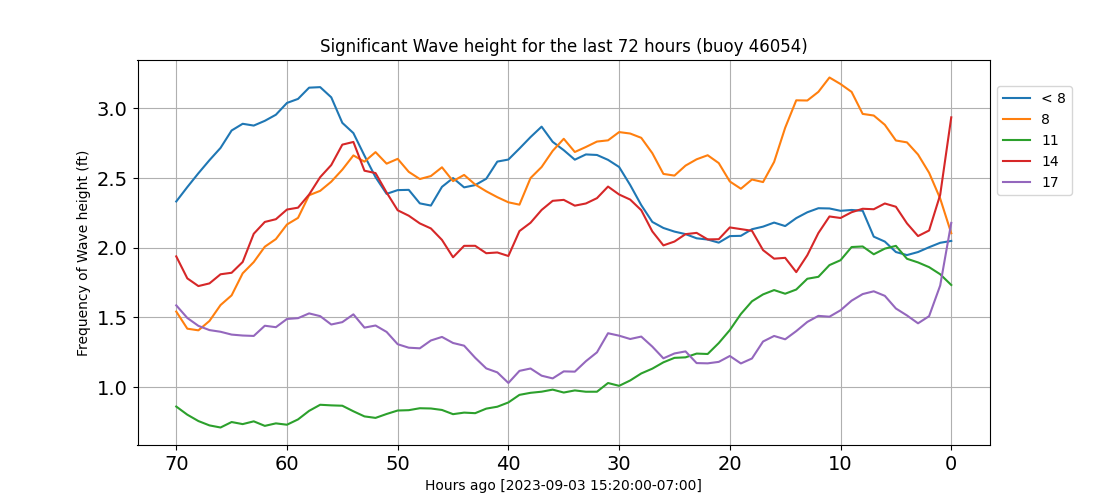 Significant Wave height for the last 72 hours (buoy 46054)
Frequency of Wave height (ft)
3.0
2.5
2.0
1.5
1.0
70 60 50 40 30 20 10 0
Hours ago [2023-09-03 15:20:00-07:00]
< 8
8
11
14
17